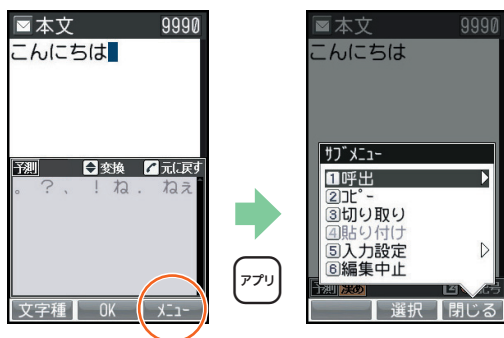 本文 9990
こんにちは
予測 変換 元に戻す
。 ? 、 ! ね . ねぇ
文字種 OK メニュー
アプリ
本文 9990
こんにちは
サブメニュー
1呼出
2コピー
3切り取り
4貼り付け
5入力設定
6編集中止
予測
選択 閉じる